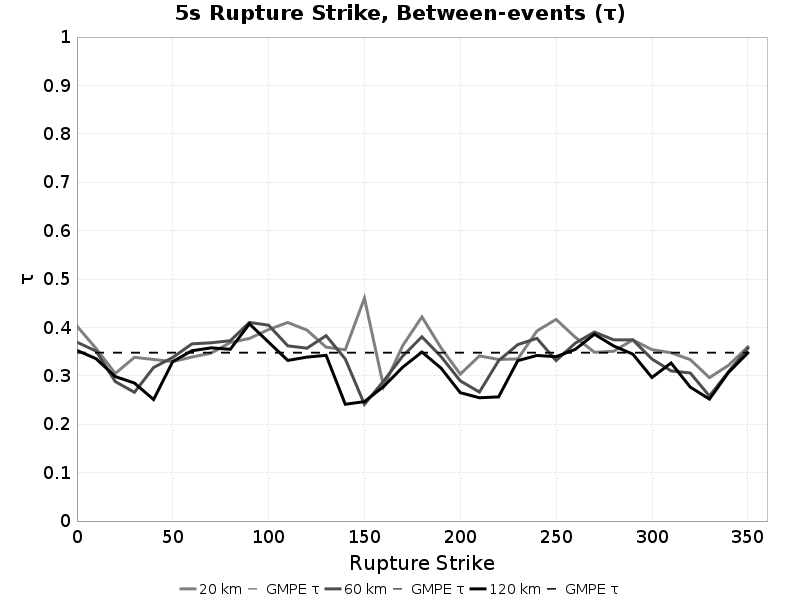 5s Rupture Strike, Between-events (τ)
1
0.9
0.8
0.7
0.6
0.5
0.4
0.3
0.2
0.1
0
τ
0 50 100 150 200 250 300 350
Rupture Strike
20 km GMPE τ 60 km GMPE τ 120 km GMPE τ